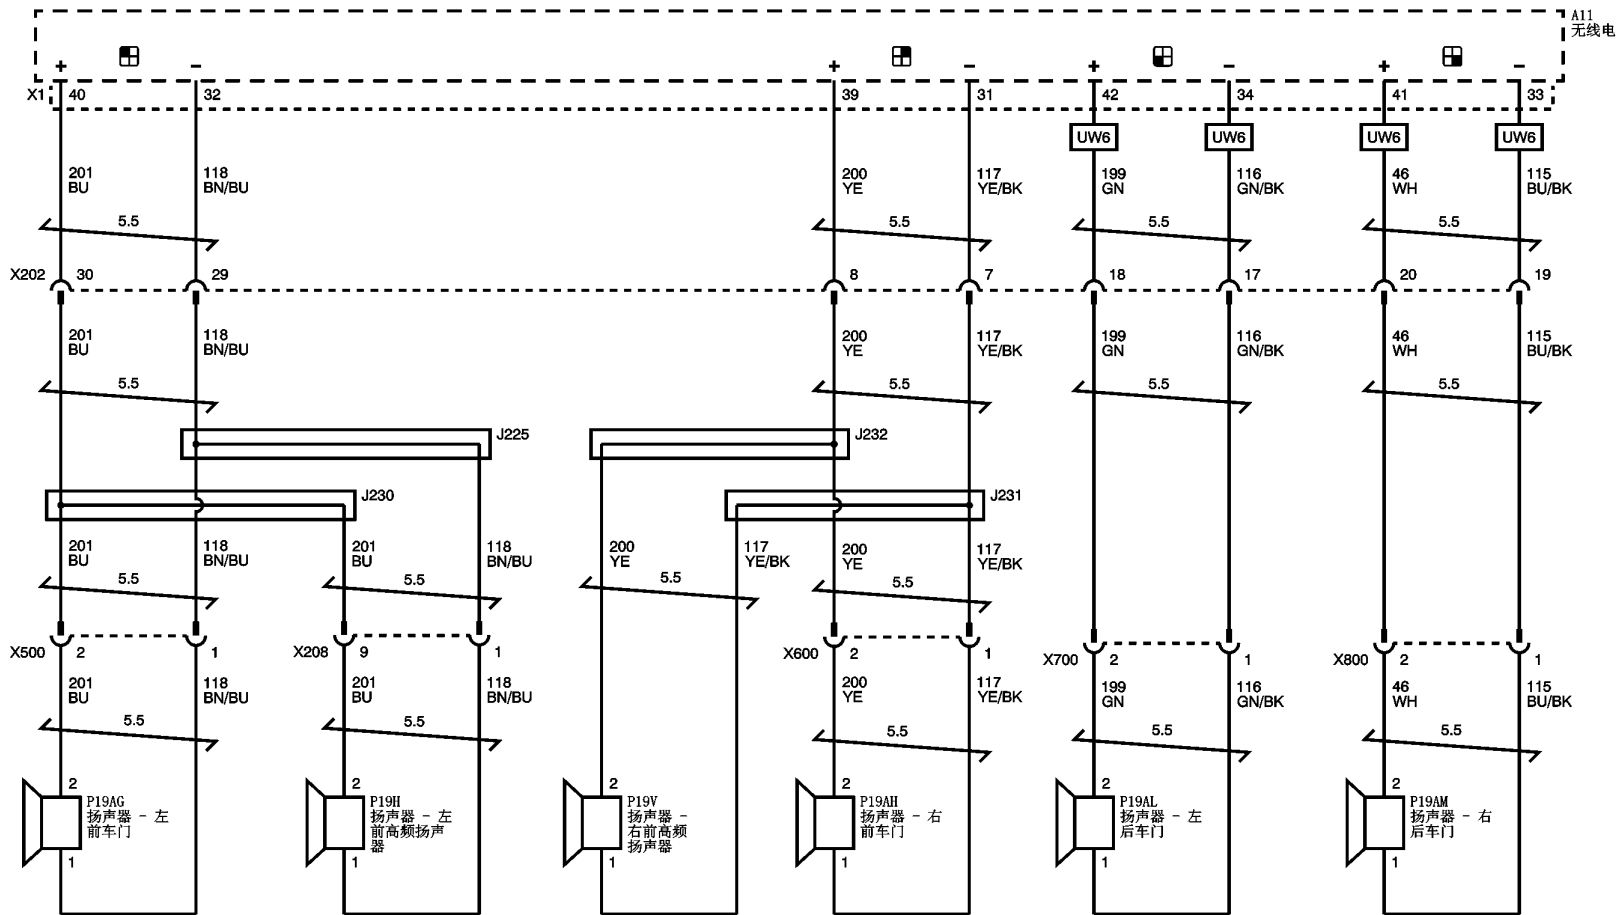 A11
无线电
+ - + - + - + -
X1 40 32 39 31 42 34 41 33
UW6 UW6 UW6 UW6
201 118 200 117 199 116 46 115
BU BN/BU YE YE/BK GN GN/BK WH BU/BK
5.5 5.5 5.5 5.5
X202 30 29 8 7 18 17 20 19
201 118 200 117 199 116 46 115
BU BN/BU YE YE/BK GN GN/BK WH BU/BK
5.5 5.5 5.5 5.5
J225 J232
J230 J231
201 118 201 118 200 117 200 117
BU BN/BU BU BN/BU YE YE/BK YE YE/BK
5.5 5.5 5.5 5.5
X500 2 1 X208 9 1 X600 2 1 X700 2 1 X800 2 1
201 118 201 118 200 117 199 116 46 115
BU BN/BU BU BN/BU YE YE/BK GN GN/BK WH BU/BK
5.5 5.5 5.5 5.5 5.5
2 2 2 2 2 2
P19AG P19H P19V P19AH P19AL P19AM
扬声器 - 左 扬声器 - 左 扬声器 - 扬声器 - 右 扬声器 - 左 扬声器 - 右
前车门 前高频扬声 右前高频 前车门 后车门 后车门
器 扬声器
1 1 1 1 1 1